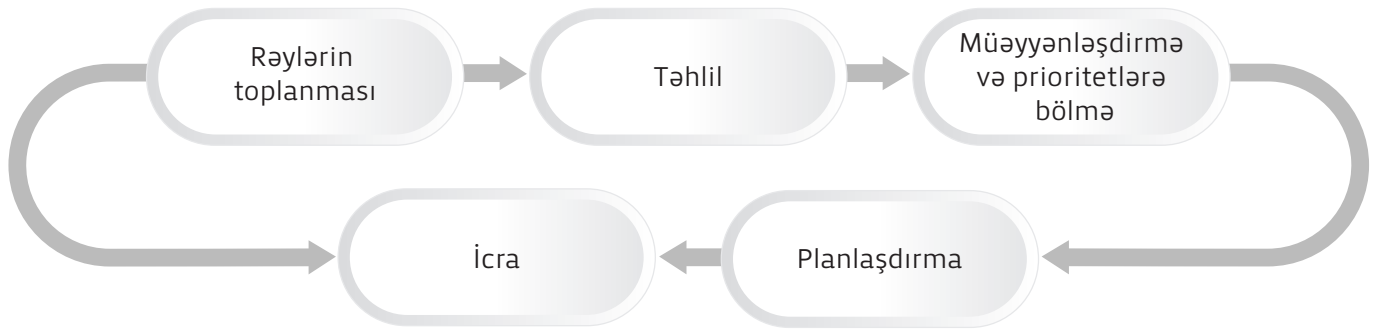 Rəylərin
toplanması
Təhlil
Müəyyənləşdirmə
və prioritetlərə
bölmə
İcra
Planlaşdırma